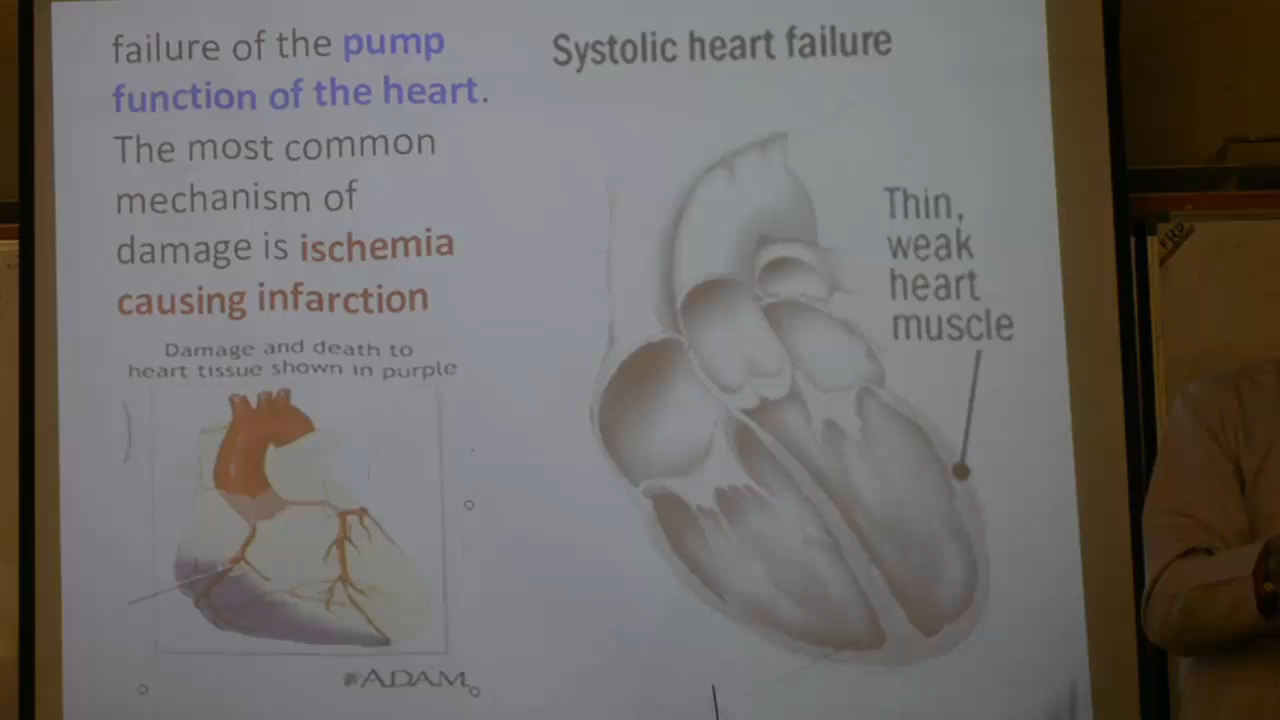 failure of the pump
function of the heart.
The most common
mechanism of
damage is ischemia
causing infarction
Damage and death to
heart tissue shown in purple
ADAM
Systolic heart failure
Thin,
weak
heart
muscle